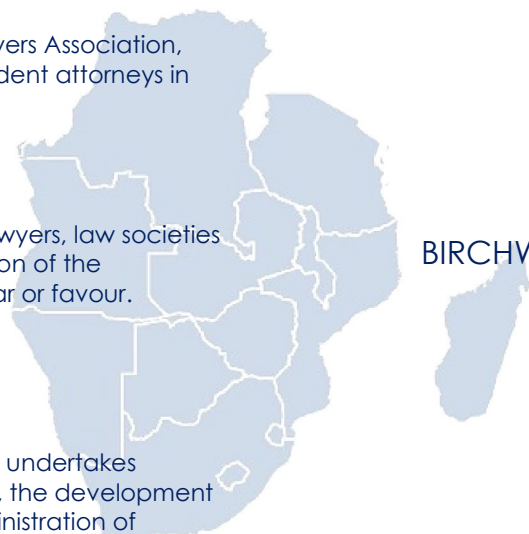 yers Association,
dent attorneys in
wyers, law societies
on of the
ar or favour.
BIRCHW
undertakes
, the development
inistration of